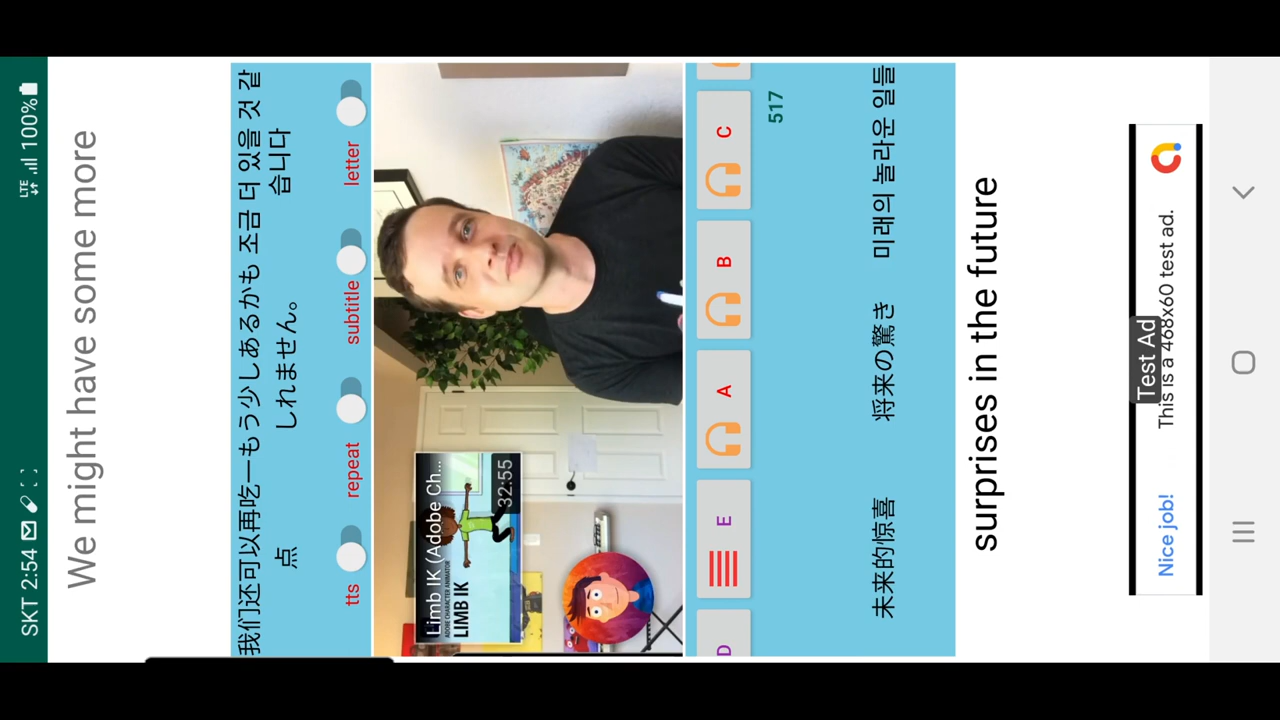 SKT 2:54
LTE
100%
We might have some more
我们还可以再吃一 もう少しあるかも 조금 더 있을 것 같
点 しれません。 습니다
tts repeat subtitle letter
Limb IK (Adobe Ch...
ADOBE CHARACTER ANIMATOR
LIMB IK
32:55
D E A B C
517
未来的惊喜 将来の驚き 미래의 놀라운 일들
surprises in the future
Test Ad
Nice job! This is a 468x60 test ad.